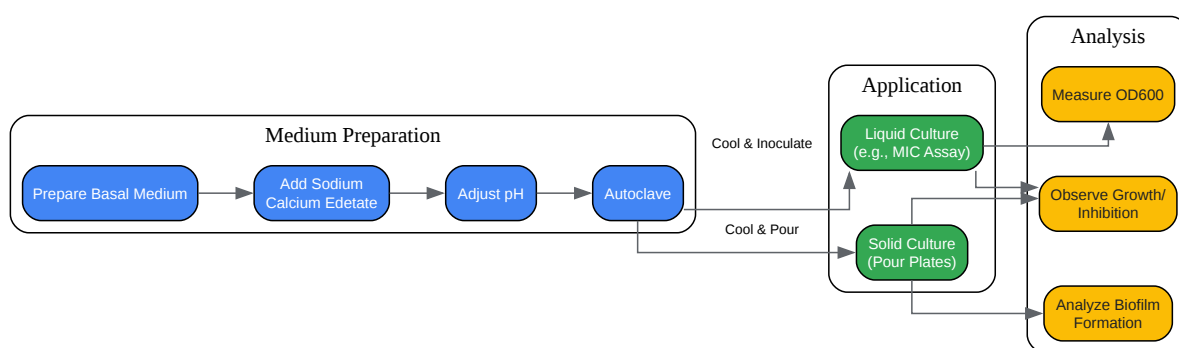 Medium Preparation
Prepare Basal Medium
Add Sodium
Calcium Edetate
Adjust pH
Autoclave
Cool & Inoculate
Cool & Pour
Application
Liquid Culture
(e.g., MIC Assay)
Solid Culture
(Pour Plates)
Analysis
Measure OD600
Observe Growth/
Inhibition
Analyze Biofilm
Formation